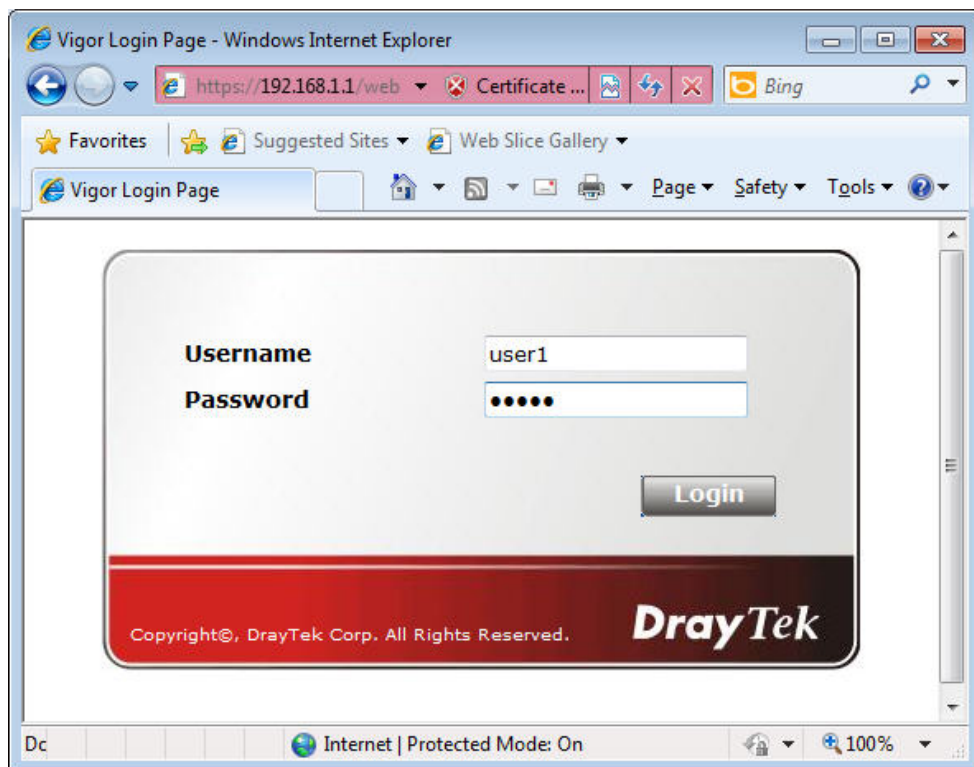 Vigor Login Page - Windows Internet Explorer
https://192.168.1.1/web Certificate ... Bing
Favorites Suggested Sites Web Slice Gallery
Vigor Login Page Page Safety Tools
Username user1
Password •••••
Login
Copyright©, DrayTek Corp. All Rights Reserved. DrayTek
Dc Internet | Protected Mode: On 100%